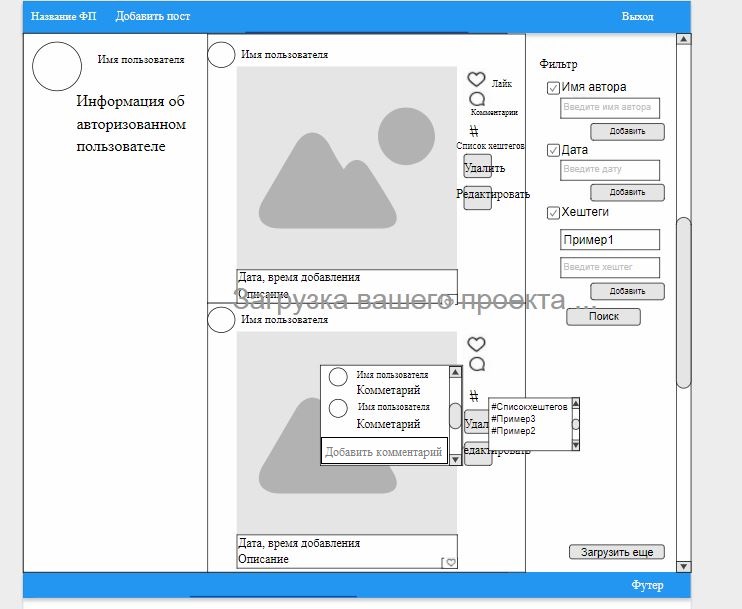 Название ФП
Добавить пост
Выход
Имя пользователя
Информация об
авторизованном
пользователе
Имя пользователя
Лайк
Комментарии
#
Список хештегов
Удалить
Редактировать
Дата, время добавления
Описание
Фильтр
Имя автора
Введите имя автора
Добавить
Дата
Введите дату
Добавить
Хештеги
Пример1
Введите хештег
Добавить
Поиск
Загрузка вашего проекта ...
Имя пользователя
Имя пользователя
Комметарий
Имя пользователя
Комметарий
Добавить комментарий
#
Удал
#Списокхештегов
#Пример3
#Пример2
едактировать
Дата, время добавления
Описание
Загрузить еще
Футер